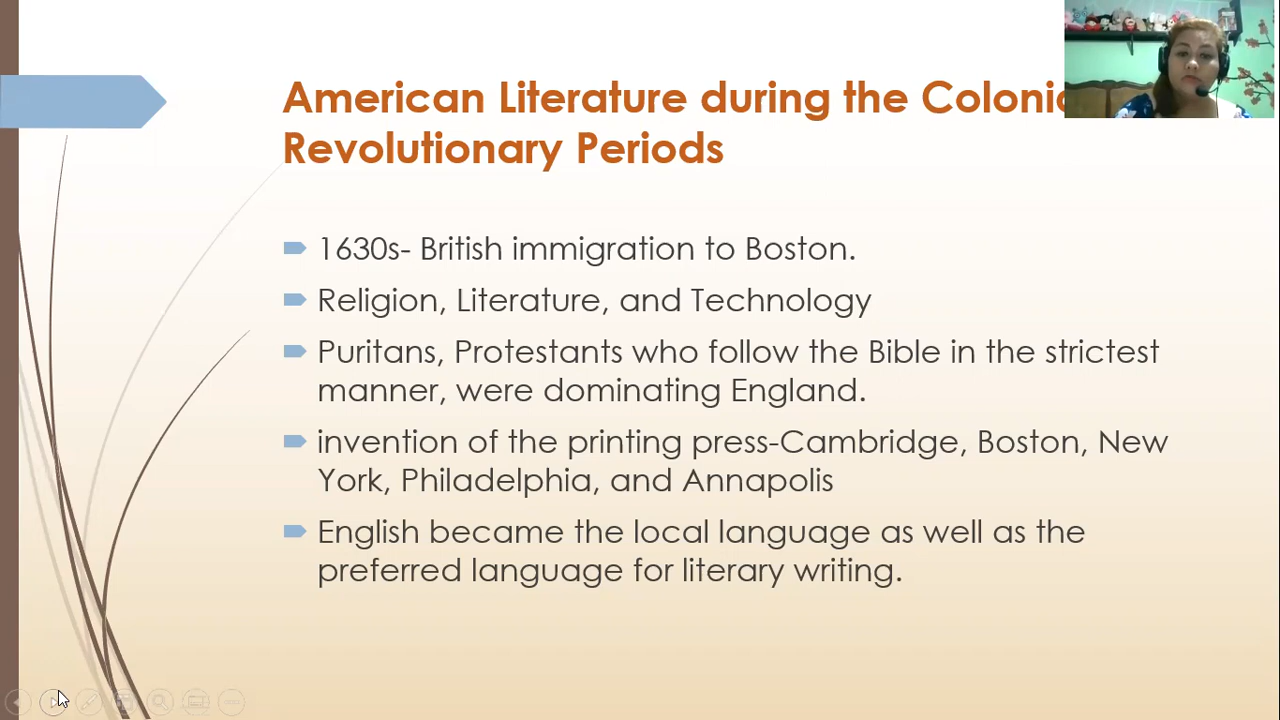 American Literature during the
Revolutionary Periods
1630s- British immigration to Boston.
Religion, Literature, and Technology
Puritans, Protestants who follow the Bible in the strictest
manner, were dominating England.
invention of the printing press-Cambridge, Boston, New
York, Philadelphia, and Annapolis
English became the local language as well as the
preferred language for literary writing.